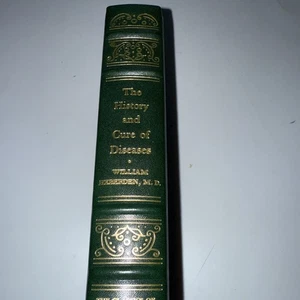 The
History
and
Cure of
Diseases
WILLIAM
HEBERDEN, M. D.